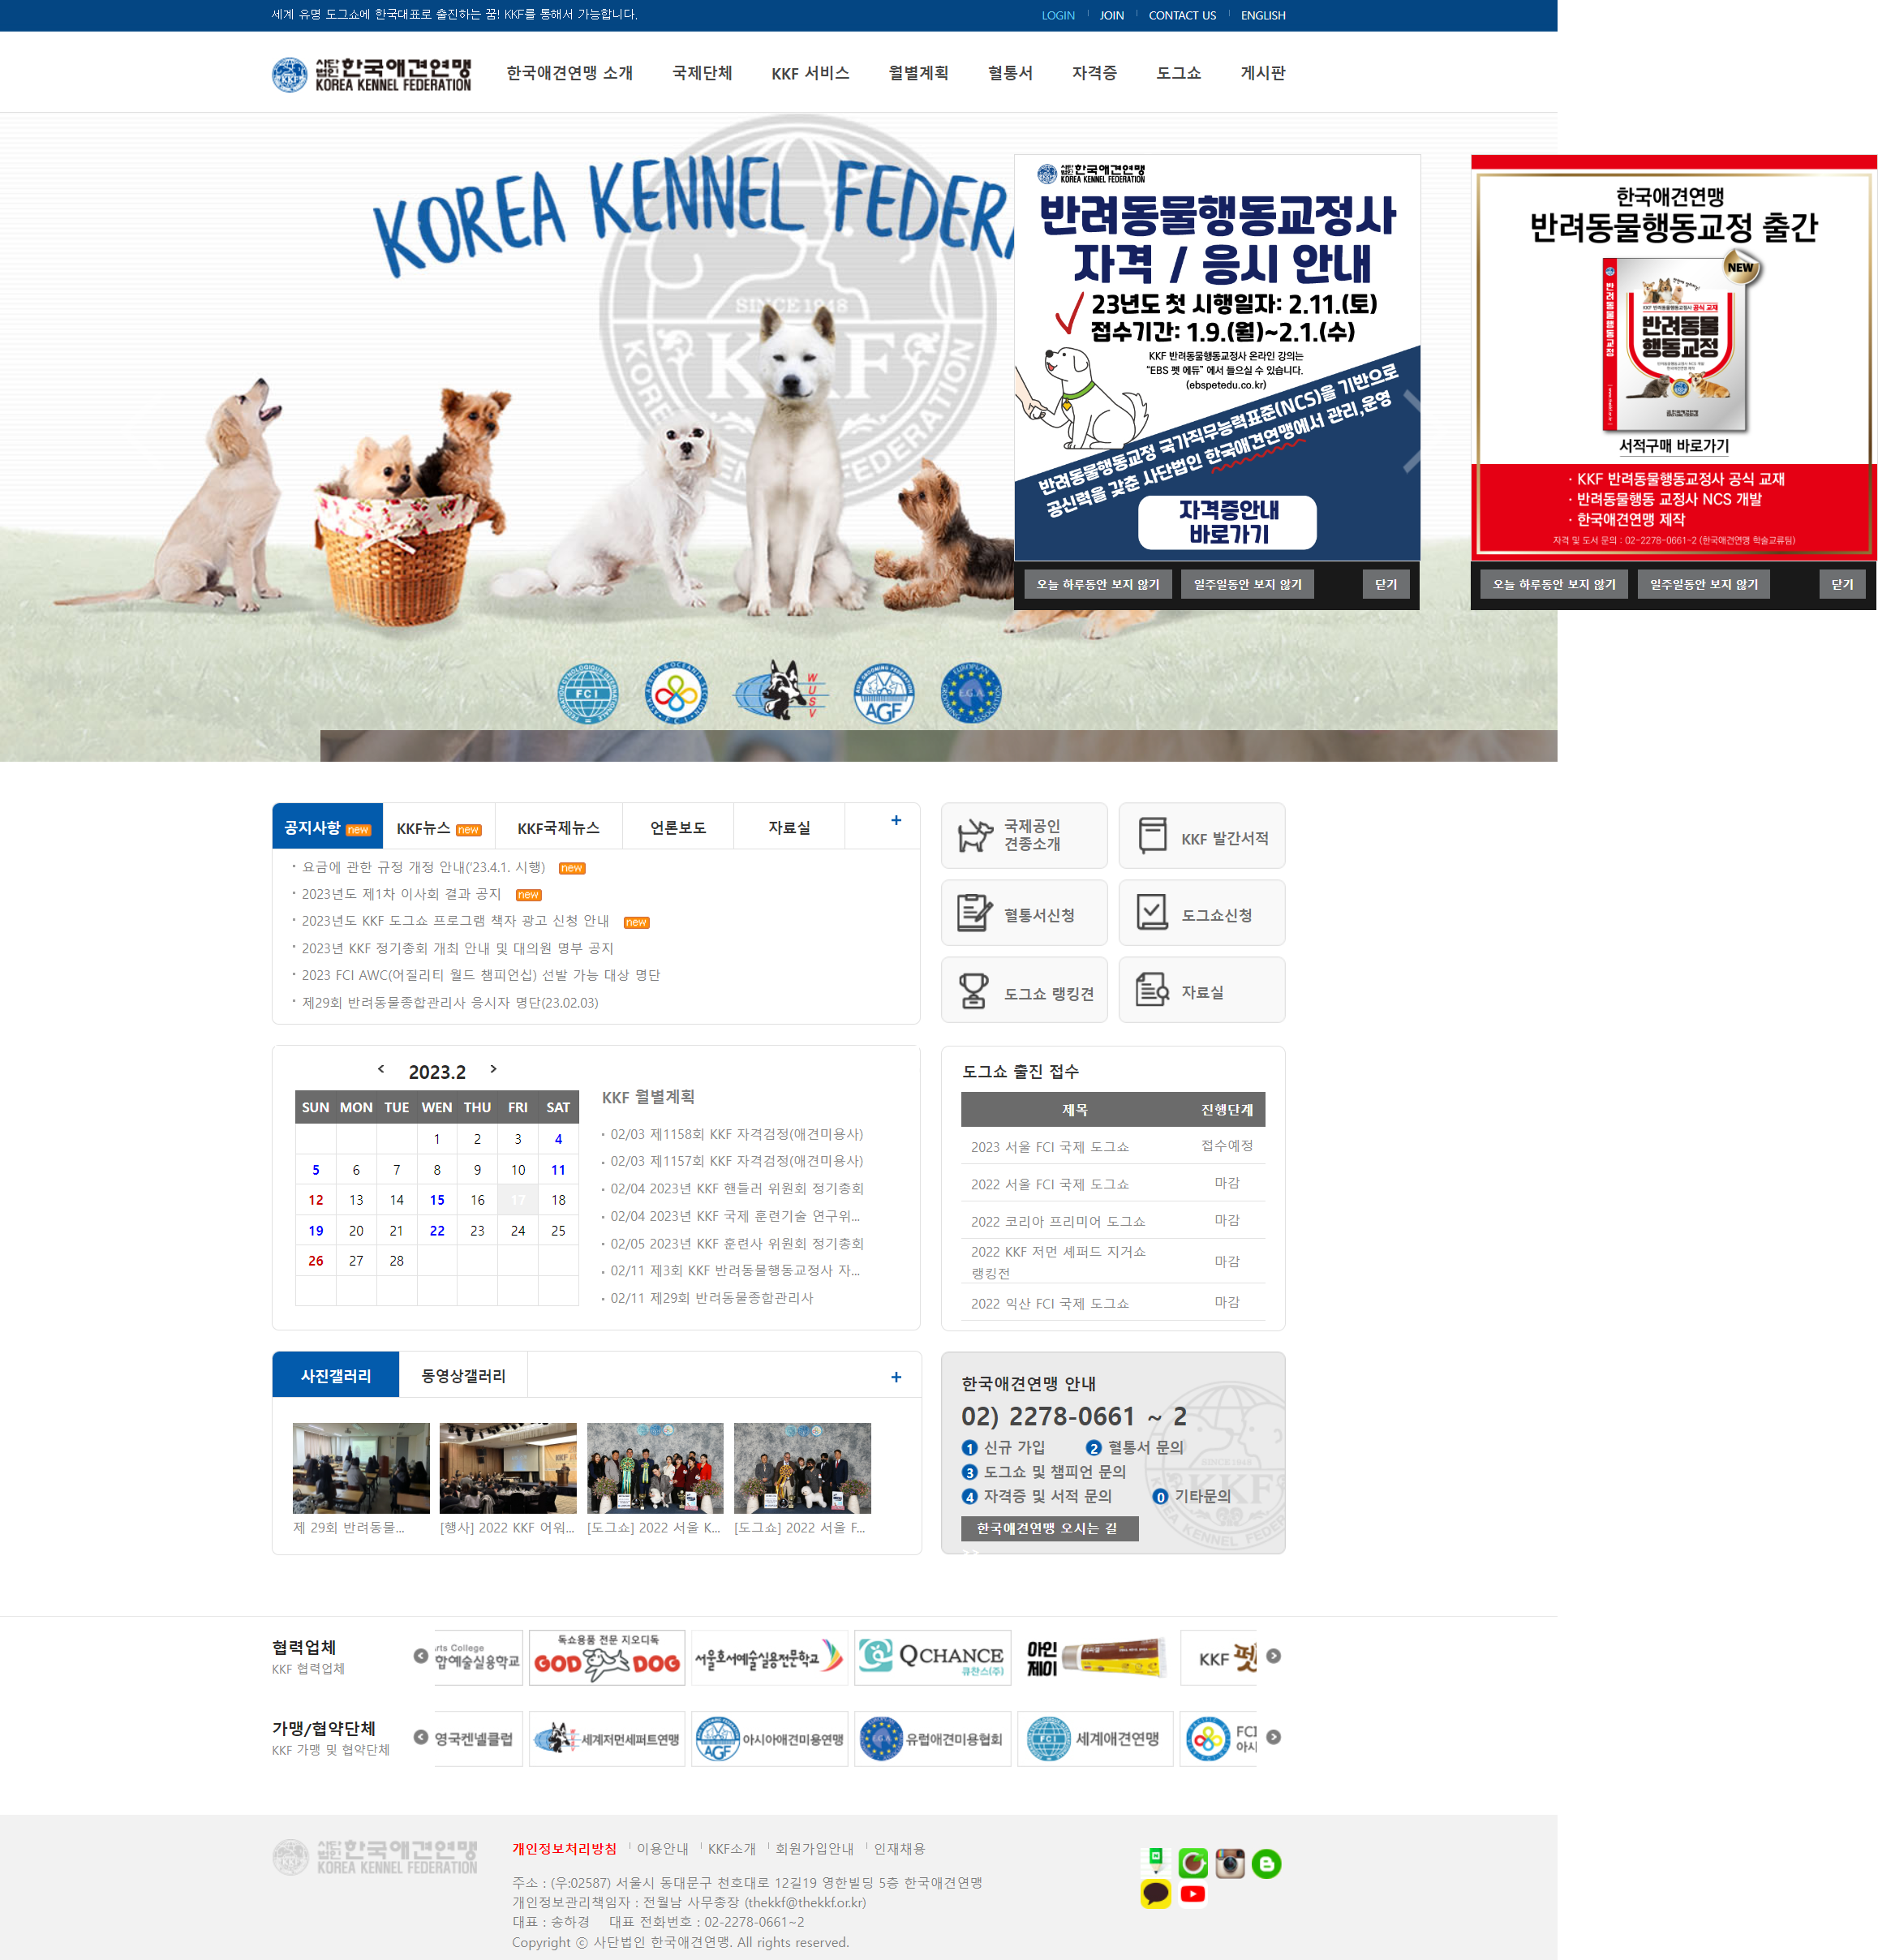 세계 유명 도그쇼에 한국대표로 출진하는 꿈! KKF를 통해서 가능합니다.
LOGIN JOIN CONTACT US ENGLISH
사단법인 한국애견연맹
KOREA KENNEL FEDERATION
한국애견연맹 소개 국제단체 KKF 서비스 월별계획 혈통서 자격증 도그쇼 게시판
KOREA KENNEL FEDER
SINCE 1948
KKF
사단법인 한국애견연맹
KOREA KENNEL FEDERATION
반려동물행동교정사
자격 / 응시 안내
23년도 첫 시행일자: 2.11.(토)
접수기간: 1.9.(월)~2.1.(수)
KKF 반려동물행동교정사 온라인 강의는
"EBS 펫 에듀" 에서 들으실 수 있습니다.
(ebspetedu.co.kr)
반려동물행동교정 국가직무능력표준(NCS)을 기반으로
공신력을 갖춘 사단법인 한국애견연맹에서 관리,운영
자격증안내
바로가기
오늘 하루동안 보지 않기 일주일동안 보지 않기 닫기
한국애견연맹
반려동물행동교정 출간
NEW
반려동물행동교정
KKF 반려동물행동교정사 공식 교재
반려동물
행동교정
서적구매 바로가기
· KKF 반려동물행동교정사 공식 교재
· 반려동물행동 교정사 NCS 개발
· 한국애견연맹 제작
자격 및 도서 문의 : 02-2278-0661-2 (한국애견연맹 학술교류팀)
오늘 하루동안 보지 않기 일주일동안 보지 않기 닫기
FCI
WUSV
AGF
E.G.A.
공지사항 new KKF뉴스 new KKF국제뉴스 언론보도 자료실 +
· 요금에 관한 규정 개정 안내('23.4.1. 시행) new
· 2023년도 제1차 이사회 결과 공지 new
· 2023년도 KKF 도그쇼 프로그램 책자 광고 신청 안내 new
· 2023년 KKF 정기총회 개최 안내 및 대의원 명부 공지
· 2023 FCI AWC(어질리티 월드 챔피언십) 선발 가능 대상 명단
· 제29회 반려동물종합관리사 응시자 명단(23.02.03)
국제공인
견종소개
KKF 발간서적
혈통서신청
도그쇼신청
도그쇼 랭킹견
자료실
< 2023.2 >
SUN MON TUE WEN THU FRI SAT
1 2 3 4
5 6 7 8 9 10 11
12 13 14 15 16 17 18
19 20 21 22 23 24 25
26 27 28
KKF 월별계획
· 02/03 제1158회 KKF 자격검정(애견미용사)
· 02/03 제1157회 KKF 자격검정(애견미용사)
· 02/04 2023년 KKF 핸들러 위원회 정기총회
· 02/04 2023년 KKF 국제 훈련기술 연구위...
· 02/05 2023년 KKF 훈련사 위원회 정기총회
· 02/11 제3회 KKF 반려동물행동교정사 자...
· 02/11 제29회 반려동물종합관리사
도그쇼 출진 접수
제목 진행단계
2023 서울 FCI 국제 도그쇼 접수예정
2022 서울 FCI 국제 도그쇼 마감
2022 코리아 프리미어 도그쇼 마감
2022 KKF 저먼 셰퍼드 지거쇼
랭킹전 마감
2022 익산 FCI 국제 도그쇼 마감
사진갤러리 동영상갤러리 +
제 29회 반려동물...
[행사] 2022 KKF 어워...
[도그쇼] 2022 서울 K...
[도그쇼] 2022 서울 F...
한국애견연맹 안내
02) 2278-0661 ~ 2
1 신규 가입 2 혈통서 문의
3 도그쇼 및 챔피언 문의
4 자격증 및 서적 문의 0 기타문의
한국애견연맹 오시는 길
>>
SINCE 1948
KKF
협력업체
KKF 협력업체
rts College
합예술실용학교
독쇼용품 전문 지오디독
GOD DOG
서울호서예술실용전문학교
QCHANCE
큐찬스(주)
아인
제이
KKF 펫
가맹/협약단체
KKF 가맹 및 협약단체
영국켄넬클럽
세계저먼세퍼트연맹
AGF
아시아애견미용연맹
유럽애견미용협회
FCI
세계애견연맹
FCI
아시
사단법인 한국애견연맹
KOREA KENNEL FEDERATION
개인정보처리방침 이용안내 KKF소개 회원가입안내 인재채용
주소 : (우:02587) 서울시 동대문구 천호대로 12길19 영한빌딩 5층 한국애견연맹
개인정보관리책임자 : 전월남 사무총장 (thekkf@thekkf.or.kr)
대표 : 송하경 대표 전화번호 : 02-2278-0661~2
Copyright ⓒ 사단법인 한국애견연맹. All rights reserved.